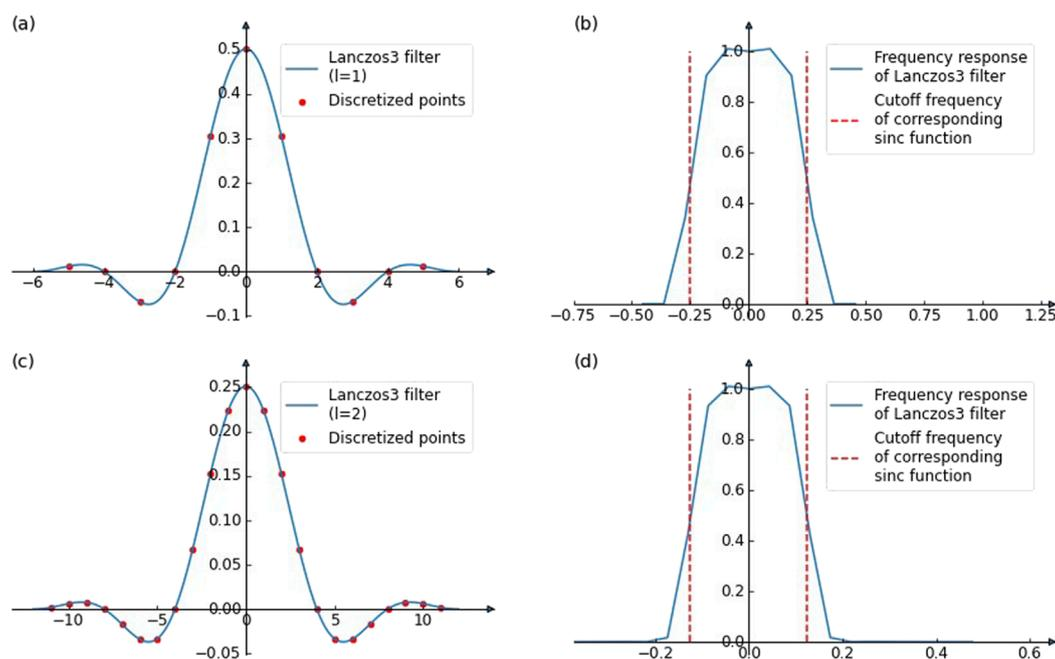 (a)
0.5
0.4
0.3
0.2
0.1
0.0
−0.1
−6 −4 −2 0 2 4 6
Lanczos3 filter
(l=1)
Discretized points
(b)
1.0
0.8
0.6
0.4
0.2
0.0
−0.75 −0.50 −0.25 0.00 0.25 0.50 0.75 1.00 1.25
Frequency response
of Lanczos3 filter
Cutoff frequency
of corresponding
sinc function
(c)
0.25
0.20
0.15
0.10
0.05
0.00
−0.05
−10 −5 0 5 10
Lanczos3 filter
(l=2)
Discretized points
(d)
1.0
0.8
0.6
0.4
0.2
0.0
−0.2 0.0 0.2 0.4 0.6
Frequency response
of Lanczos3 filter
Cutoff frequency
of corresponding
sinc function